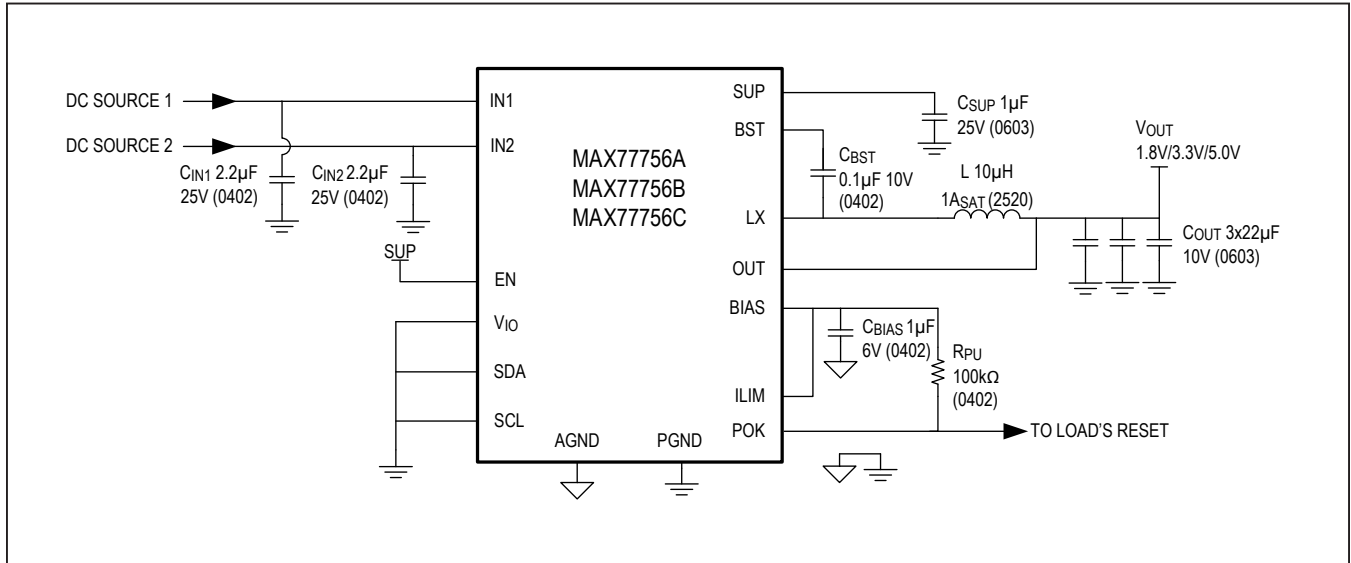 DC SOURCE 1
DC SOURCE 2
CIN1 2.2µF
25V (0402)
CIN2 2.2µF
25V (0402)
SUP
IN1
IN2
EN
VIO
SDA
SCL
MAX77756A
MAX77756B
MAX77756C
AGND
PGND
SUP
BST
LX
OUT
BIAS
ILIM
POK
CSUP 1µF
25V (0603)
CBST
0.1µF 10V
(0402)
L 10µH
1ASAT (2520)
VOUT
1.8V/3.3V/5.0V
COUT 3x22µF
10V (0603)
CBIAS 1µF
6V (0402)
RPU
100kΩ
(0402)
TO LOAD'S RESET